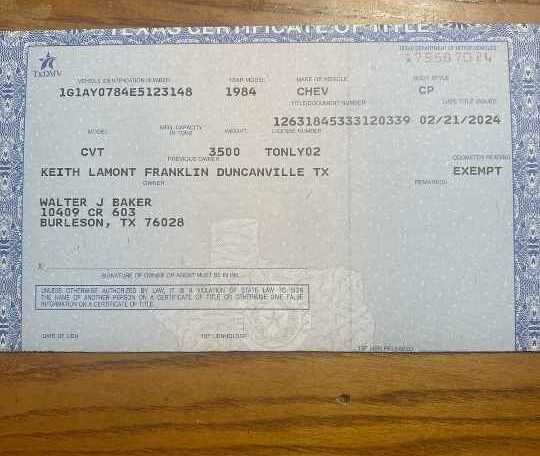 TEXAS CERTIFICATE OF TITLE
TEXAS DEPARTMENT OF MOTOR VEHICLES
TxDMV
VEHICLE IDENTIFICATION NUMBER YEAR MODEL MAKE OF VEHICLE BODY STYLE
1G1AY0784E5123148 1984 CHEV CP
TITLE/DOCUMENT NUMBER DATE TITLE ISSUED
12631845333120339 02/21/2024
MODEL MFG. CAPACITY IN TONS WEIGHT LICENSE NUMBER
CVT 3500 TONLY02
PREVIOUS OWNER ODOMETER READING
KEITH LAMONT FRANKLIN DUNCANVILLE TX EXEMPT
OWNER REMARK(S)
WALTER J BAKER
10409 CR 603
BURLESON, TX 76028
X
SIGNATURE OF OWNER OR AGENT MUST BE IN INK
UNLESS OTHERWISE AUTHORIZED BY LAW, IT IS A VIOLATION OF STATE LAW TO SIGN
THE NAME OF ANOTHER PERSON ON A CERTIFICATE OF TITLE OR OTHERWISE GIVE FALSE
INFORMATION ON A CERTIFICATE OF TITLE.
DATE OF LIEN 1ST LIENHOLDER
1ST LIEN RELEASED